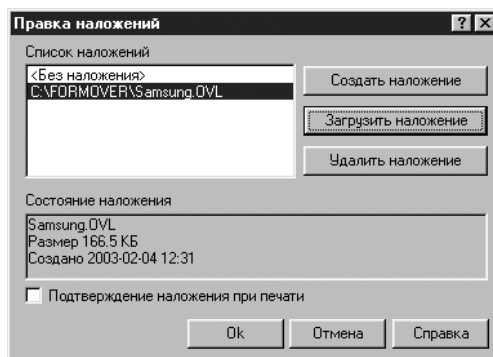 Правка наложений
Список наложений
<Без наложения>
C:\FORMOVER\Samsung.OVL
Создать наложение
Загрузить наложение
Удалить наложение
Состояние наложения
Samsung.OVL
Размер 166.5 КБ
Создано 2003-02-04 12:31
Подтверждение наложения при печати
Ok
Отмена
Справка